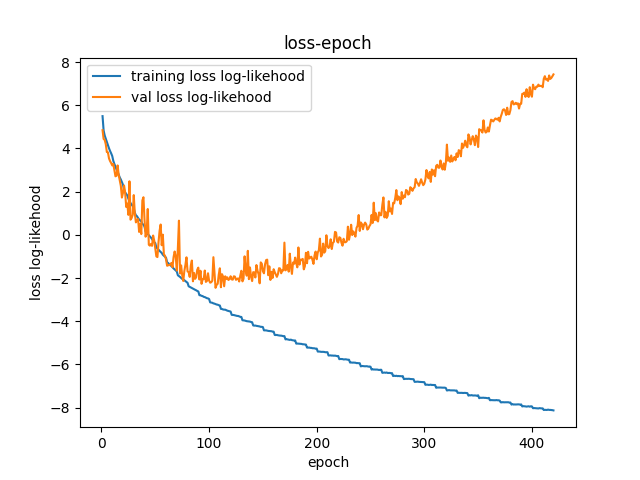 loss-epoch
training loss log-likehood
val loss log-likehood
loss log-likehood
8
6
4
2
0
−2
−4
−6
−8
0
100
200
300
400
epoch